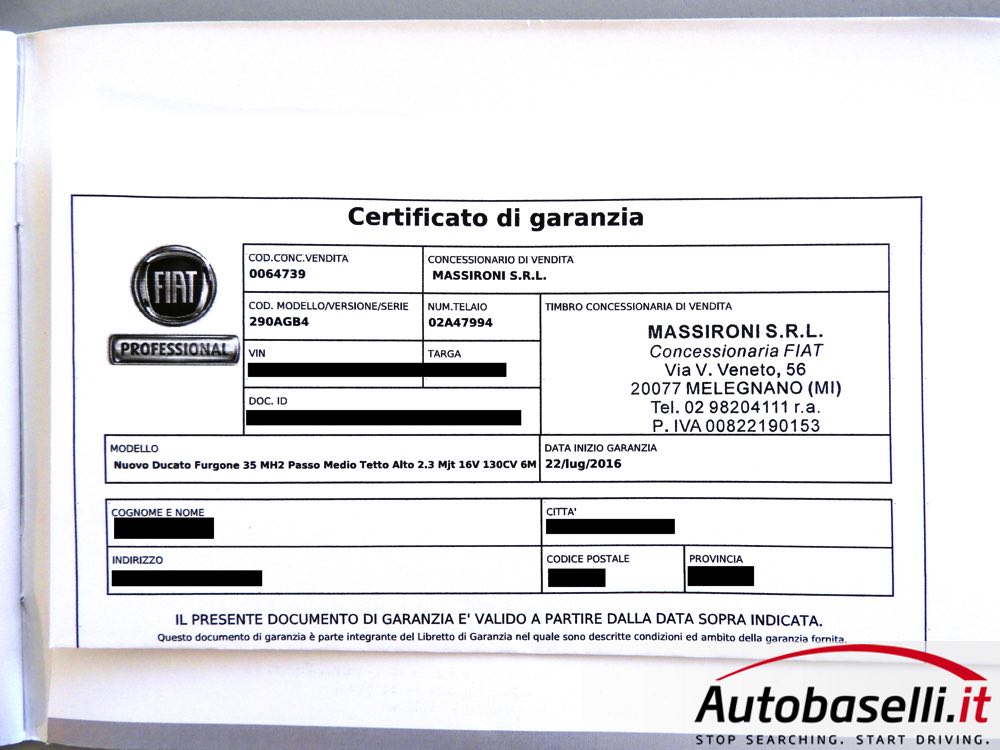 Certificato di garanzia
FIAT
PROFESSIONAL
COD.CONC.VENDITA
0064739
CONCESSIONARIO DI VENDITA
MASSIRONI S.R.L.
COD. MODELLO/VERSIONE/SERIE
290AGB4
NUM.TELAIO
02A47994
TIMBRO CONCESSIONARIA DI VENDITA
MASSIRONI S.R.L.
Concessionaria FIAT
Via V. Veneto, 56
20077 MELEGNANO (MI)
Tel. 02 98204111 r.a.
P. IVA 00822190153
VIN
TARGA
DOC. ID
MODELLO
Nuovo Ducato Furgone 35 MH2 Passo Medio Tetto Alto 2.3 Mjt 16V 130CV 6M
DATA INIZIO GARANZIA
22/lug/2016
COGNOME E NOME
CITTA'
INDIRIZZO
CODICE POSTALE
PROVINCIA
IL PRESENTE DOCUMENTO DI GARANZIA E' VALIDO A PARTIRE DALLA DATA SOPRA INDICATA.
Questo documento di garanzia è parte integrante del Libretto di Garanzia nel quale sono descritte condizioni ed ambito della garanzia fornita.
Autobaselli.it
STOP SEARCHING. START DRIVING.